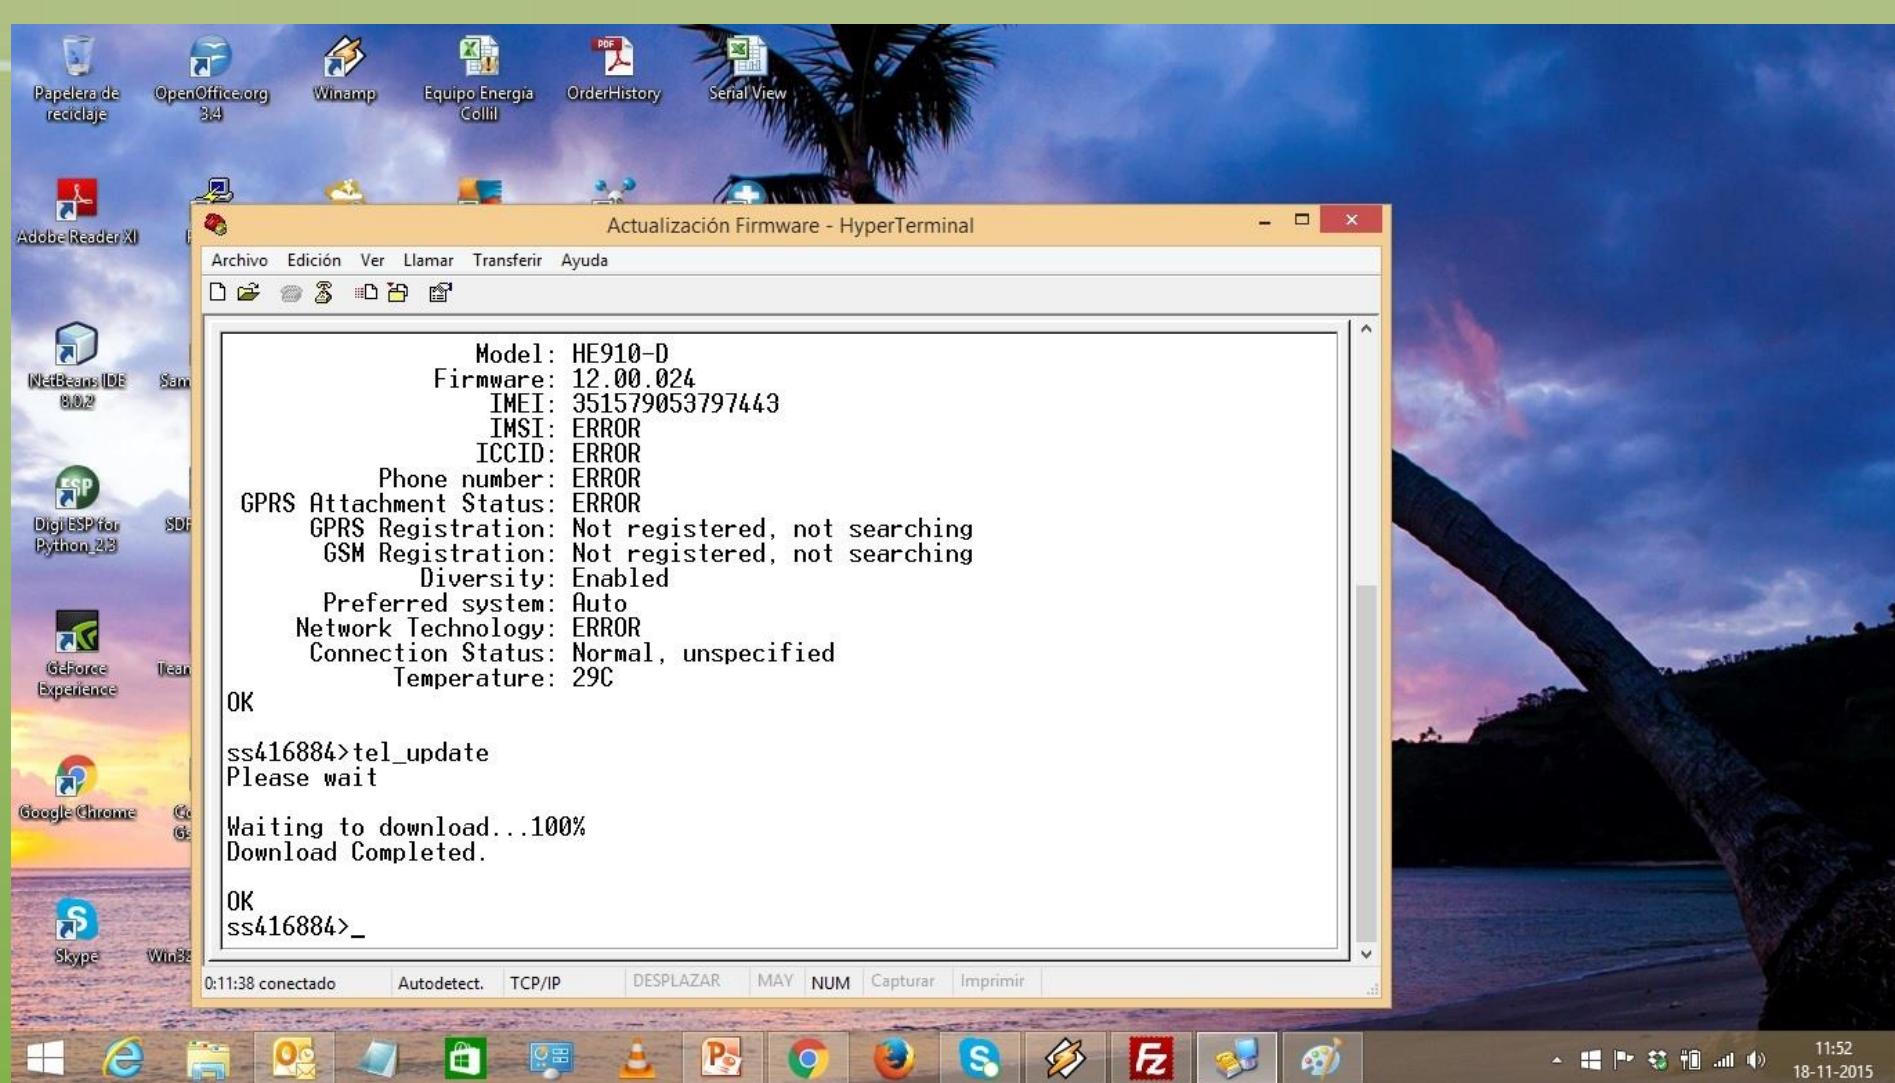 Papelera de
reciclaje
OpenOffice.org
3.4
Winamp
Equipo Energia
Collil
PDF
OrderHistory
Serial View
Adobe Reader XI
Actualización Firmware - HyperTerminal
Archivo Edición Ver Llamar Transferir Ayuda
Model: HE910-D
Firmware: 12.00.024
IMEI: 351579053797443
IMSI: ERROR
ICCID: ERROR
Phone number: ERROR
GPRS Attachment Status: ERROR
GPRS Registration: Not registered, not searching
GSM Registration: Not registered, not searching
Diversity: Enabled
Preferred system: Auto
Network Technology: ERROR
Connection Status: Normal, unspecified
Temperature: 29C
OK
ss416884>tel_update
Please wait
Waiting to download...100%
Download Completed.
OK
ss416884>_
0:11:38 conectado Autodetect. TCP/IP DESPLAZAR MAY NUM Capturar Imprimir
NetBeans IDE
8.0.2
Sam
ESP
Digi ESP for
Python_2.3
GeForce
Experience
Team
Google Chrome
Skype
Win32
11:52
18-11-2015